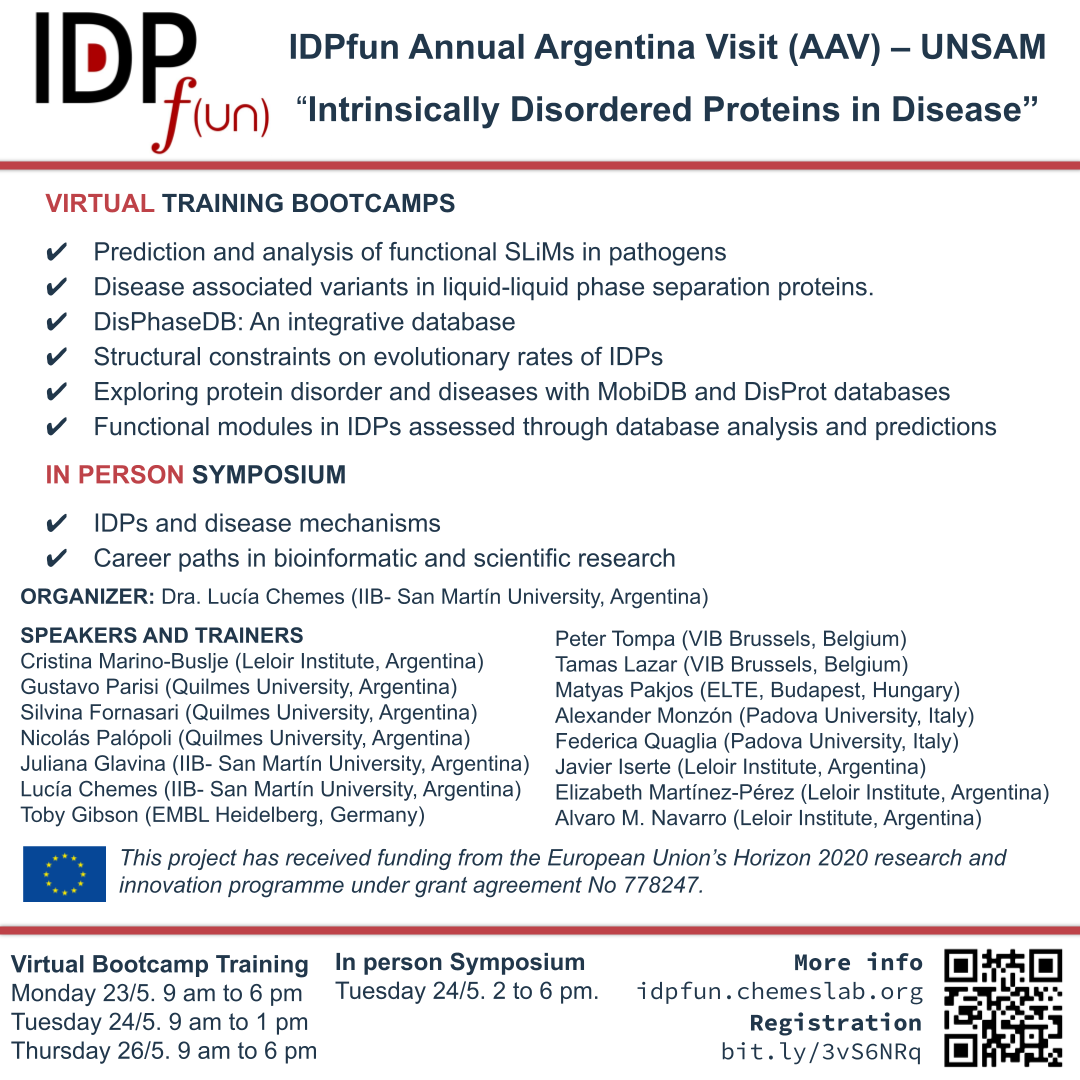 IDP
f(un)
IDPfun Annual Argentina Visit (AAV) – UNSAM
“Intrinsically Disordered Proteins in Disease”
VIRTUAL TRAINING BOOTCAMPS
✔ Prediction and analysis of functional SLiMs in pathogens
✔ Disease associated variants in liquid-liquid phase separation proteins.
✔ DisPhaseDB: An integrative database
✔ Structural constraints on evolutionary rates of IDPs
✔ Exploring protein disorder and diseases with MobiDB and DisProt databases
✔ Functional modules in IDPs assessed through database analysis and predictions
IN PERSON SYMPOSIUM
✔ IDPs and disease mechanisms
✔ Career paths in bioinformatic and scientific research
ORGANIZER: Dra. Lucía Chemes (IIB- San Martín University, Argentina)
SPEAKERS AND TRAINERS
Cristina Marino-Buslje (Leloir Institute, Argentina)
Gustavo Parisi (Quilmes University, Argentina)
Silvina Fornasari (Quilmes University, Argentina)
Nicolás Palópoli (Quilmes University, Argentina)
Juliana Glavina (IIB- San Martín University, Argentina)
Lucía Chemes (IIB- San Martín University, Argentina)
Toby Gibson (EMBL Heidelberg, Germany)
Peter Tompa (VIB Brussels, Belgium)
Tamas Lazar (VIB Brussels, Belgium)
Matyas Pakjos (ELTE, Budapest, Hungary)
Alexander Monzón (Padova University, Italy)
Federica Quaglia (Padova University, Italy)
Javier Iserte (Leloir Institute, Argentina)
Elizabeth Martínez-Pérez (Leloir Institute, Argentina)
Alvaro M. Navarro (Leloir Institute, Argentina)
This project has received funding from the European Union’s Horizon 2020 research and
innovation programme under grant agreement No 778247.
Virtual Bootcamp Training
Monday 23/5. 9 am to 6 pm
Tuesday 24/5. 9 am to 1 pm
Thursday 26/5. 9 am to 6 pm
In person Symposium
Tuesday 24/5. 2 to 6 pm.
More info
idpfun.chemeslab.org
Registration
bit.ly/3vS6NRq